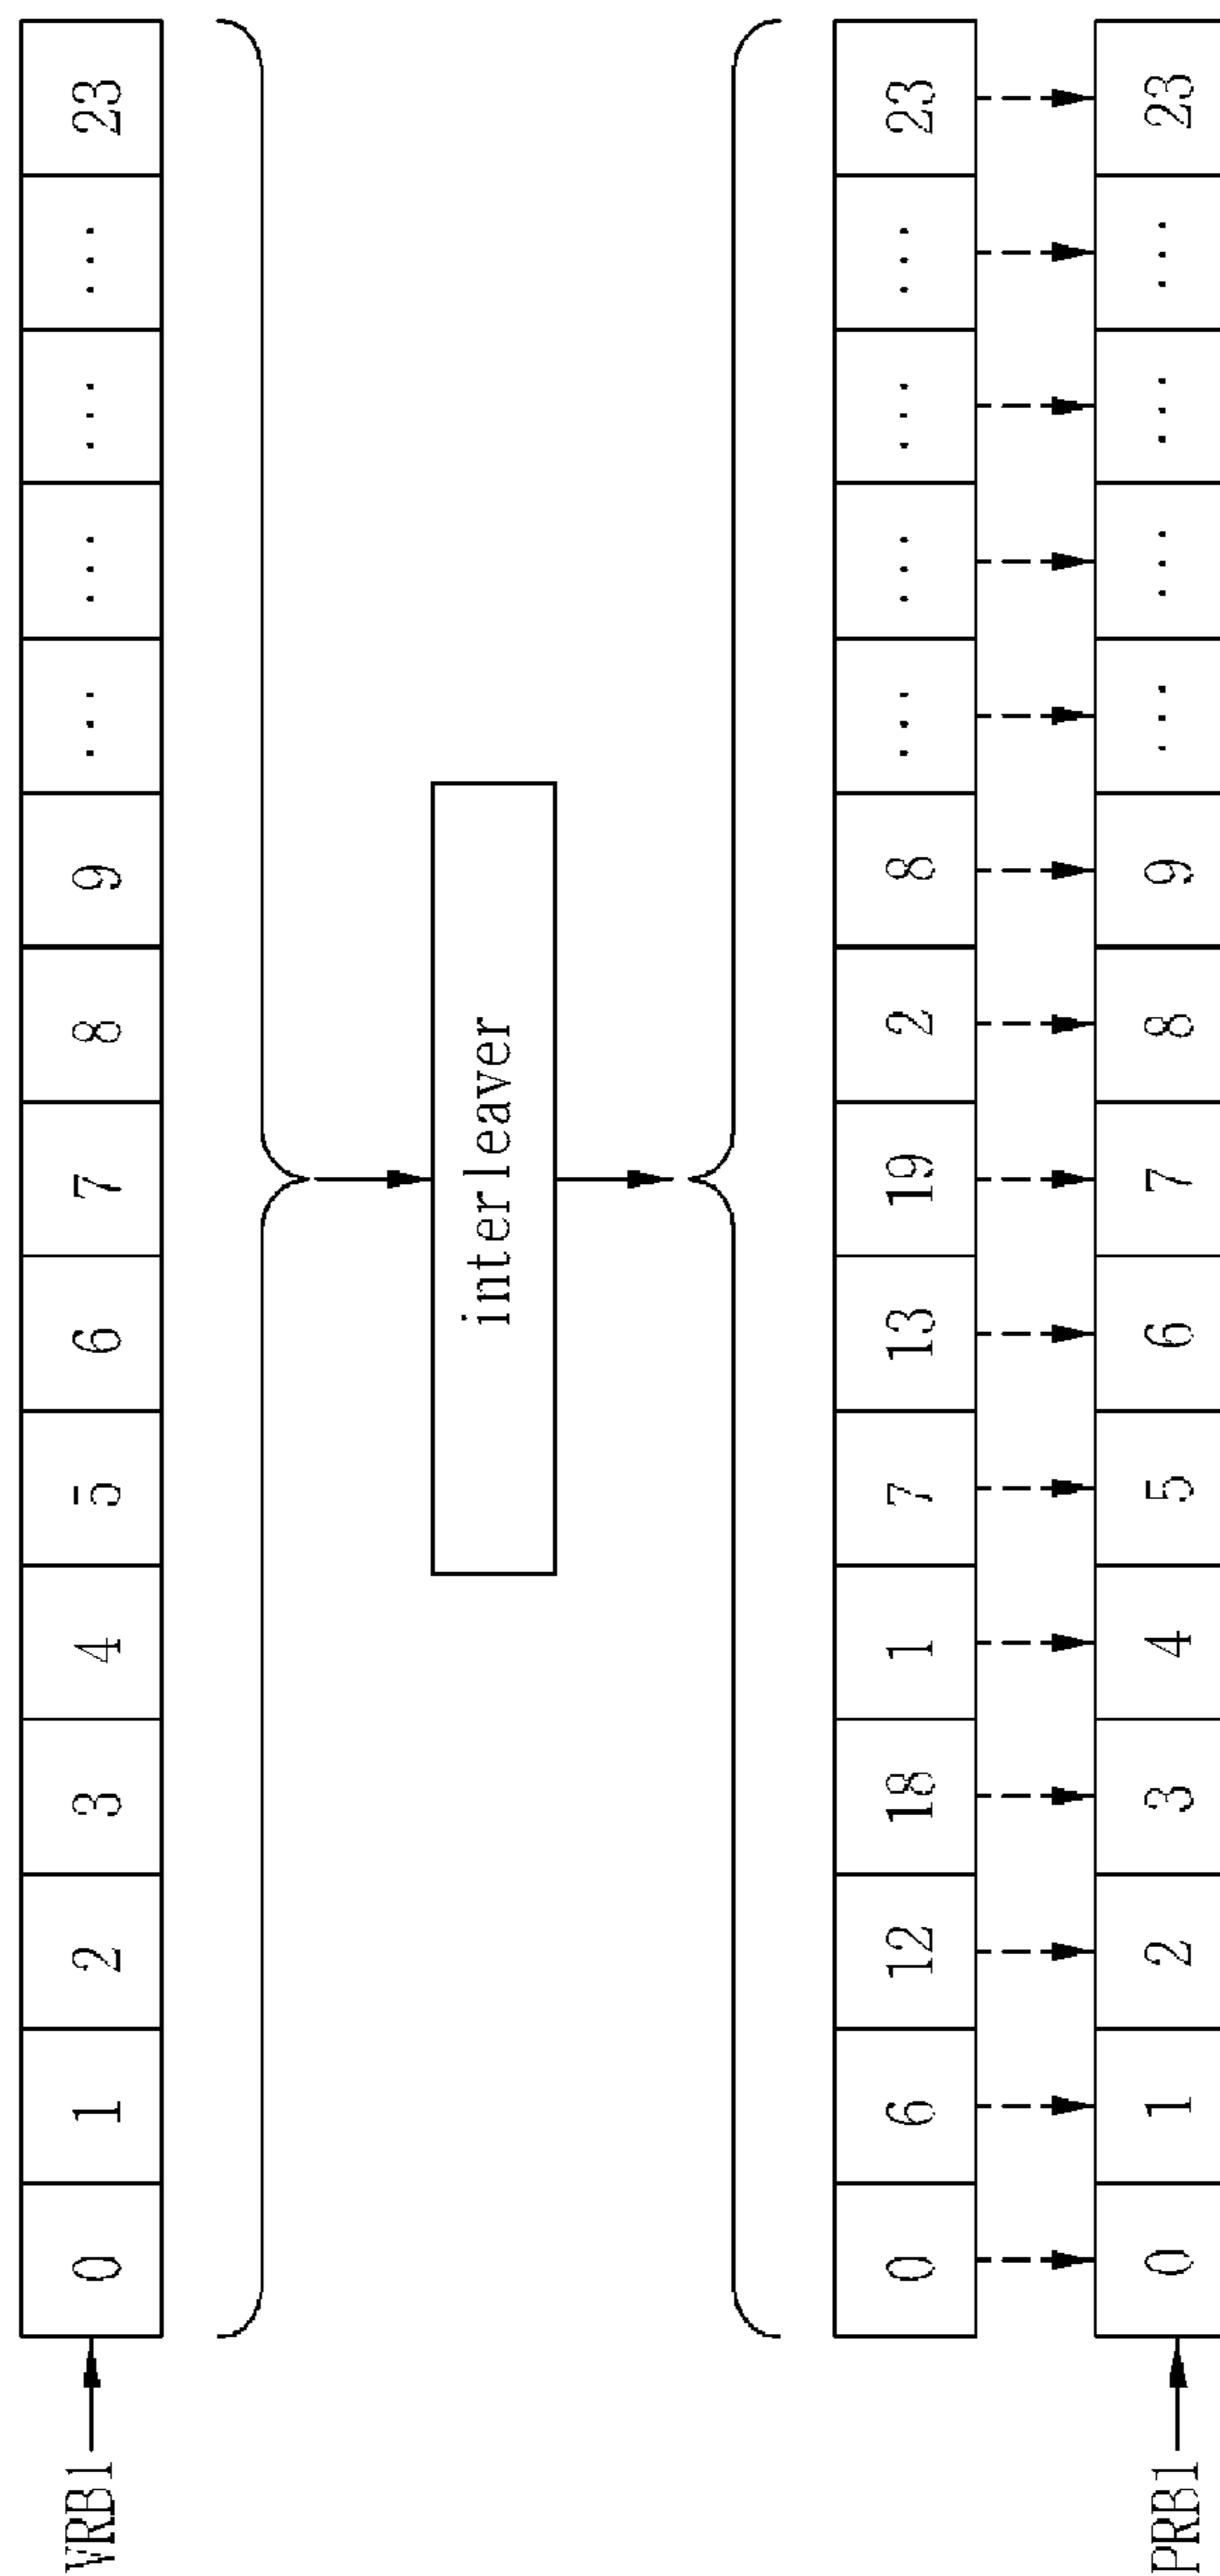 VRB1 0 1 2 3 4 5 6 7 8 9 ... ... ... ... 23
interleaver
0 6 12 18 1 7 13 19 2 8 ... ... ... ... 23
PRB1 0 1 2 3 4 5 6 7 8 9 ... ... ... ... 23